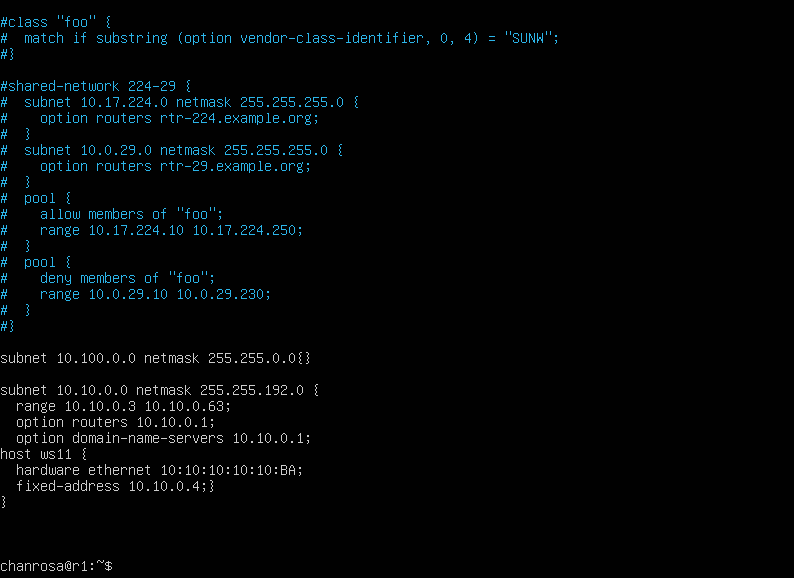 #class "foo" {
#  match if substring (option vendor-class-identifier, 0, 4) = "SUNW";
#}

#shared-network 224-29 {
#  subnet 10.17.224.0 netmask 255.255.255.0 {
#    option routers rtr-224.example.org;
#  }
#  subnet 10.0.29.0 netmask 255.255.255.0 {
#    option routers rtr-29.example.org;
#  }
#  pool {
#    allow members of "foo";
#    range 10.17.224.10 10.17.224.250;
#  }
#  pool {
#    deny members of "foo";
#    range 10.0.29.10 10.0.29.230;
#  }
#}

subnet 10.100.0.0 netmask 255.255.0.0{}

subnet 10.10.0.0 netmask 255.255.192.0 {
  range 10.10.0.3 10.10.0.63;
  option routers 10.10.0.1;
  option domain-name-servers 10.10.0.1;
host ws11 {
  hardware ethernet 10:10:10:10:10:BA;
  fixed-address 10.10.0.4;}
}

chanrosa@r1:~$